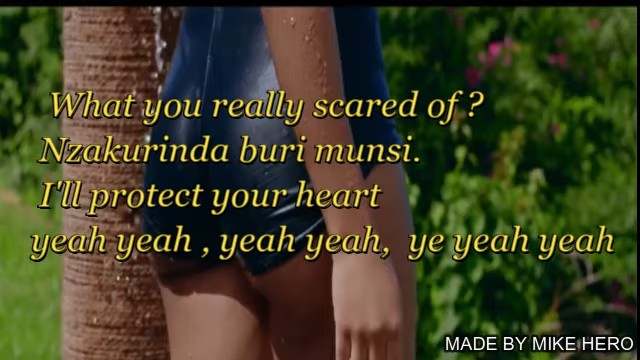 What you really scared of ?
Nzakurinda buri munsi.
I'll protect your heart
yeah yeah , yeah yeah, ye yeah yeah
MADE BY MIKE HERO